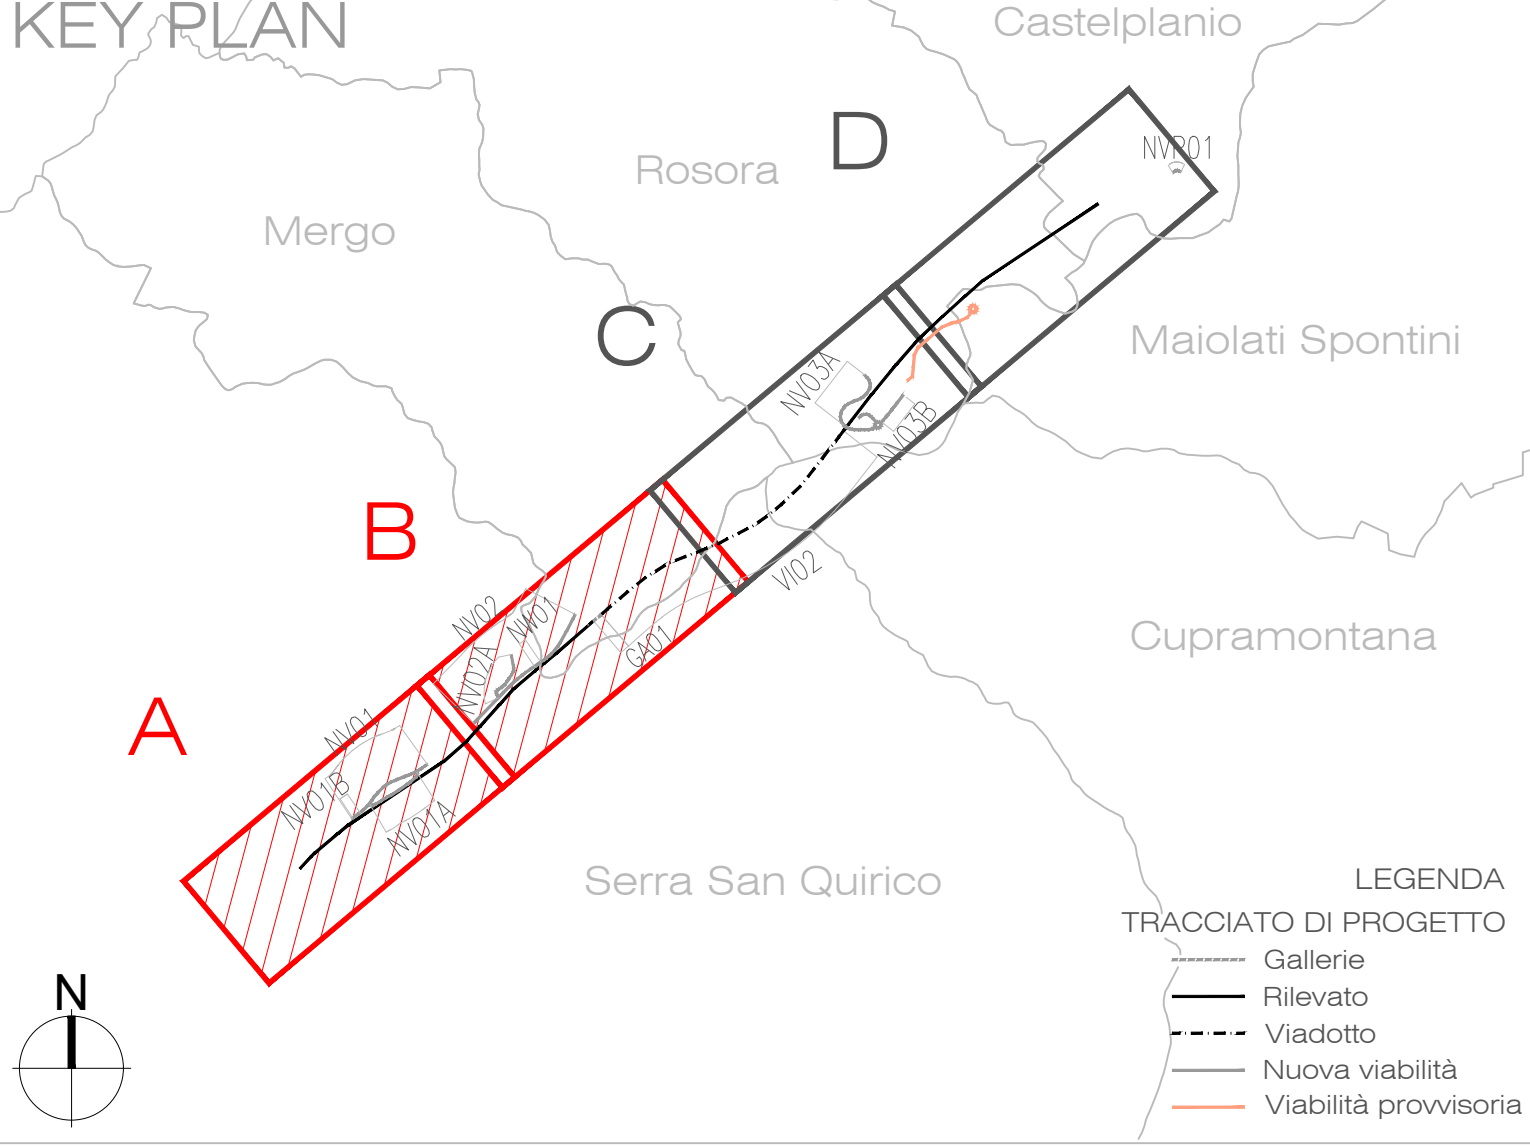 KEY PLAN
Castelplanio
D
NVP01
Rosora
Mergo
C
Maiolati Spontini
NV03A
NV03B
B
VI02
NV02
NW01
Cupramontana
GA01
NV02A
A
NV01
NV01B
NV01A
Serra San Quirico
LEGENDA
TRACCIATO DI PROGETTO
Gallerie
N
Rilevato
Viadotto
Nuova viabilità
Viabilità provvisoria